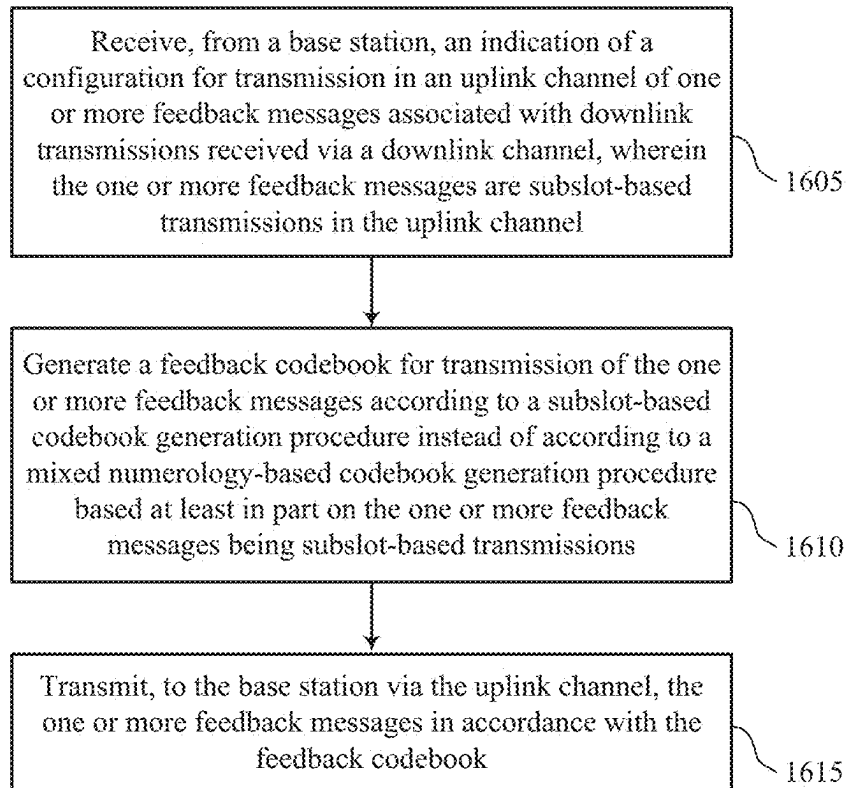 Receive, from a base station, an indication of a
configuration for transmission in an uplink channel of one
or more feedback messages associated with downlink
transmissions received via a downlink channel, wherein
the one or more feedback messages are subslot-based
transmissions in the uplink channel
1605
Generate a feedback codebook for transmission of the one
or more feedback messages according to a subslot-based
codebook generation procedure instead of according to a
mixed numerology-based codebook generation procedure
based at least in part on the one or more feedback
messages being subslot-based transmissions
1610
Transmit, to the base station via the uplink channel, the
one or more feedback messages in accordance with the
feedback codebook
1615